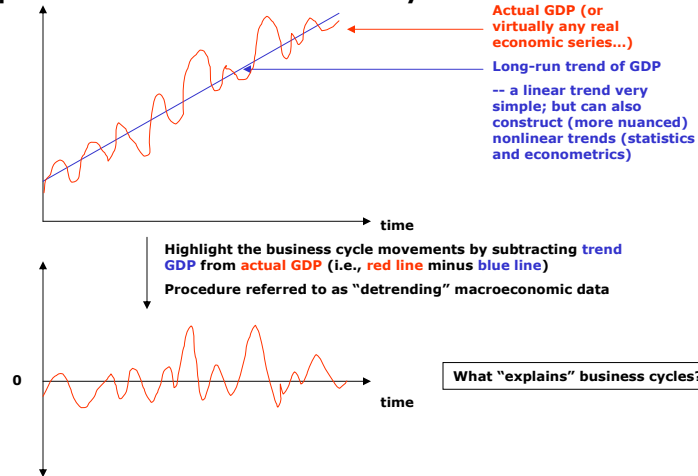 Actual GDP (or
virtually any real
economic series...)
Long-run trend of GDP
-- a linear trend very
simple; but can also
construct (more nuanced)
nonlinear trends (statistics
and econometrics)
time
Highlight the business cycle movements by subtracting trend
GDP from actual GDP (i.e., red line minus blue line)
Procedure referred to as “detrending” macroeconomic data
0
What “explains” business cycles?
time